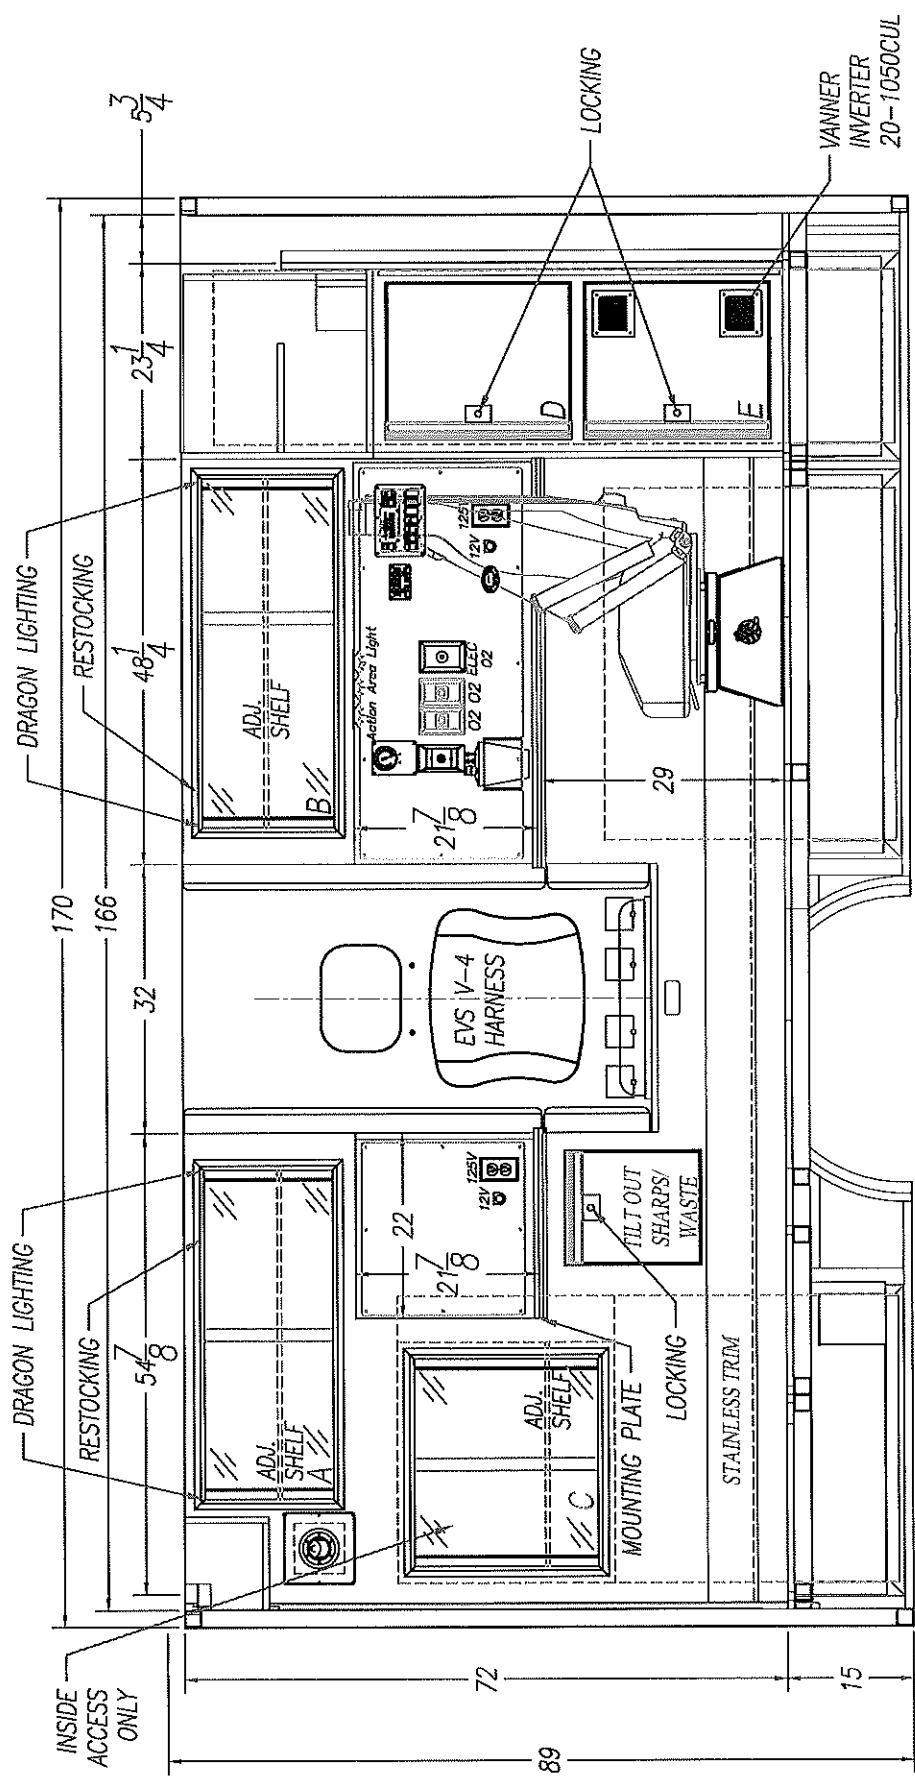 INSIDE
ACCESS
ONLY
DRAGON LIGHTING
RESTOCKING
DRAGON LIGHTING
RESTOCKING
170
166
54 7/8
32
48 1/4
23 1/4
5 3/4
ADJ.
SHELF
A
ADJ.
SHELF
B
ADJ.
SHELF
C
22
21 7/8
12V
125V
MOUNTING PLATE
EVS V-4
HARNESS
21 7/8
Action Area Light
O2
O2
ELEC
O2
12V
125V
29
D
E
LOCKING
VANNER
INVERTER
20-1050CUL
TILT OUT
SHARPS/
WASTE
LOCKING
STAINLESS TRIM
72
15
89